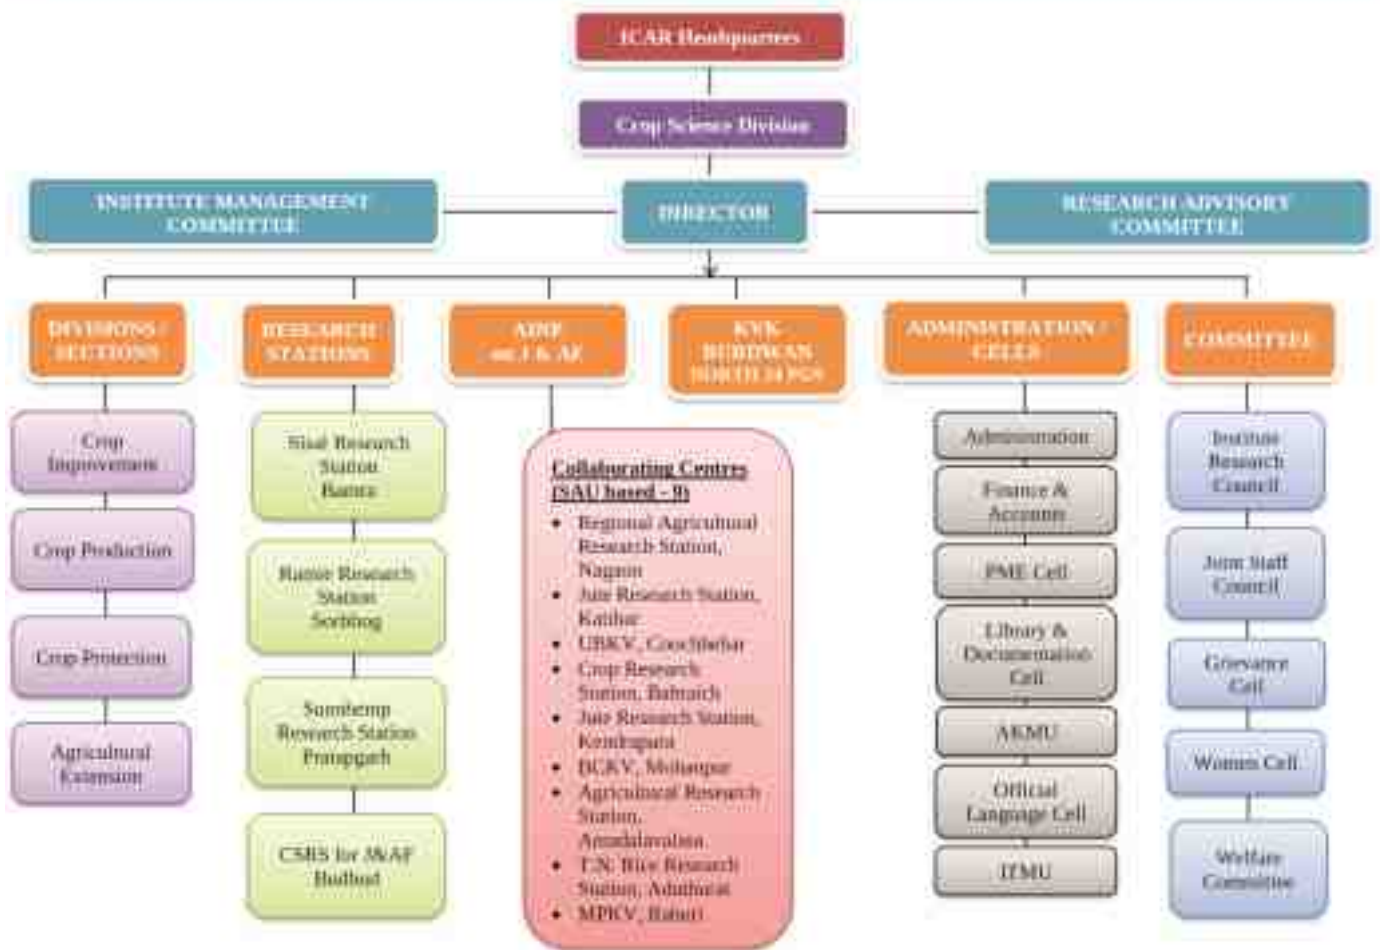 ICAR Headquarters
Crop Science Division
INSTITUTE MANAGEMENT
COMMITTEE
DIRECTOR
RESEARCH ADVISORY
COMMITTEE
DIVISIONS /
SECTIONS
RESEARCH
STATIONS
AINP
on J & AF
KVK
BURDWAN
NORTH 24 PGS
ADMINISTRATION /
CELLS
COMMITTEE
Crop
Improvement
Crop Production
Crop Protection
Agricultural
Extension
Sisal Research
Station
Bamra
Ramie Research
Station
Sorbhog
Sunnhemp
Research Station
Pratapgarh
CSRS for J&AF
Budbud
Collaborating Centres
(SAU based - 9)
• Regional Agricultural
Research Station,
Nagaon
• Jute Research Station,
Katihar
• UBKV, Coochbehar
• Crop Research
Station, Bahraich
• Jute Research Station,
Kendrapara
• BCKV, Mohanpur
• Agricultural Research
Station,
Amadalavalasa
• T.N. Rice Research
Station, Aduthurai
• MPKV, Rahuri
Administration
Finance &
Accounts
PME Cell
Library &
Documentation
Cell
AKMU
Official
Language Cell
ITMU
Institute
Research
Council
Joint Staff
Council
Grievance
Cell
Women Cell
Welfare
Committee